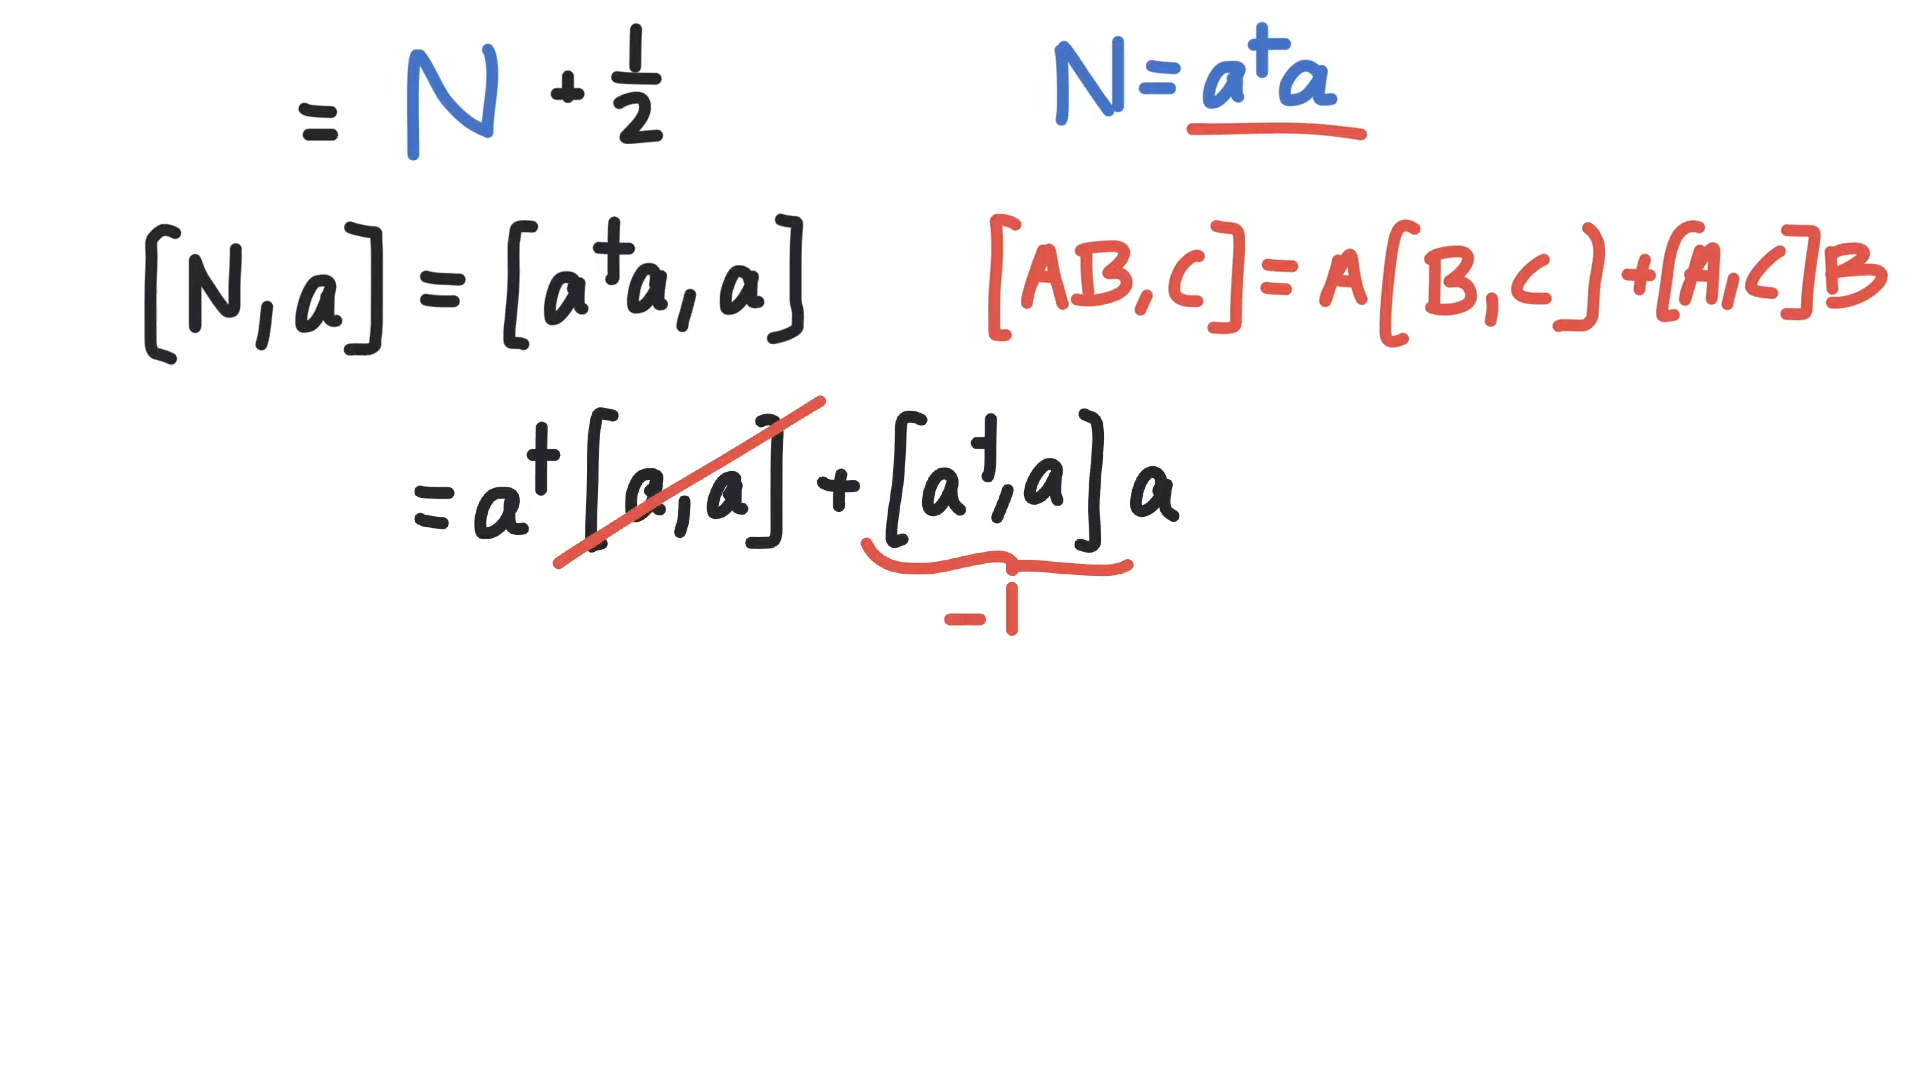 = N + 1/2
N = a†a
[N, a] = [a†a, a]
[AB, C] = A[B, C] + [A, C]B
= a†[a, a] + [a†, a] a
-1